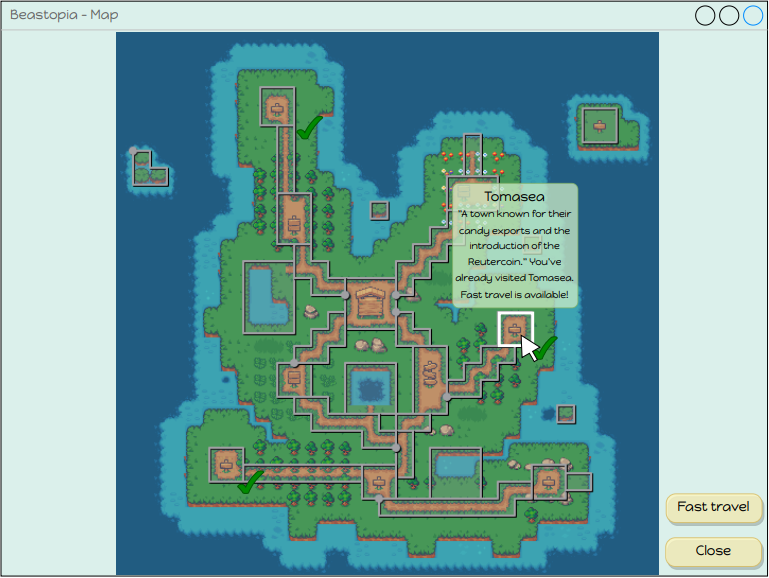 Beastopia - Map
Tomasea
"A town known for their
candy exports and the
introduction of the
Reutercoin." You've
already visited Tomasea.
Fast travel is available!
Fast travel
Close